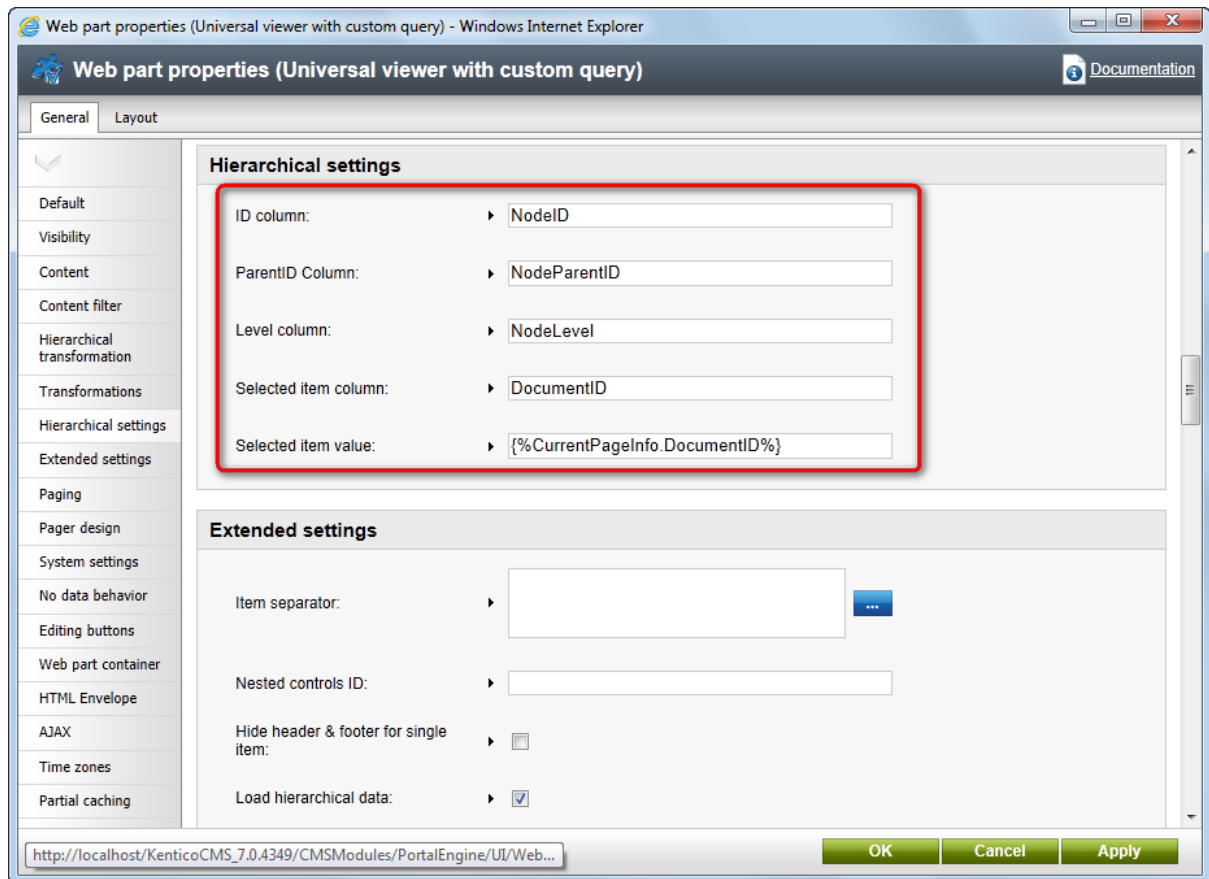 Web part properties (Universal viewer with custom query) - Windows Internet Explorer
Web part properties (Universal viewer with custom query)
Documentation
General
Layout
Default
Visibility
Content
Content filter
Hierarchical
transformation
Transformations
Hierarchical settings
Extended settings
Paging
Pager design
System settings
No data behavior
Editing buttons
Web part container
HTML Envelope
AJAX
Time zones
Partial caching
Hierarchical settings
ID column:
NodeID
ParentID Column:
NodeParentID
Level column:
NodeLevel
Selected item column:
DocumentID
Selected item value:
{%CurrentPageInfo.DocumentID%}
Extended settings
Item separator:
...
Nested controls ID:
Hide header & footer for single
item:
Load hierarchical data:
http://localhost/KenticoCMS_7.0.4349/CMSModules/PortalEngine/UI/Web...
OK
Cancel
Apply